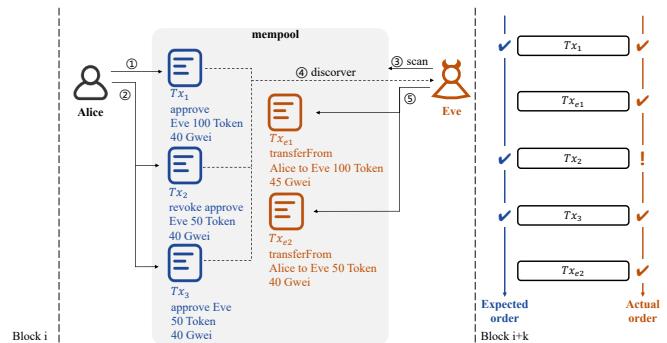 mempool
①
②
Alice
Tx₁
approve
Eve 100 Token
40 Gwei
Tx₂
revoke approve
Eve 50 Token
40 Gwei
Tx₃
approve Eve
50 Token
40 Gwei
③ scan
④ discorver
⑤
Eve
Txₑ₁
transferFrom
Alice to Eve 100 Token
45 Gwei
Txₑ₂
transferFrom
Alice to Eve 50 Token
40 Gwei
Block i
Tx₁
Txₑ₁
Tx₂
!
Tx₃
Txₑ₂
Expected
order
Actual
order
Block i+k